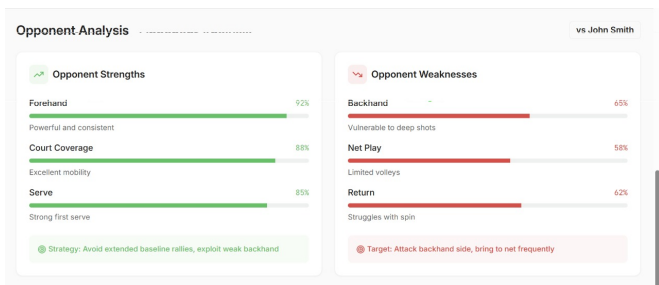 Opponent Analysis
vs John Smith
Opponent Strengths
Forehand 92%
Powerful and consistent
Court Coverage 88%
Excellent mobility
Serve 85%
Strong first serve
Strategy: Avoid extended baseline rallies, exploit weak backhand
Opponent Weaknesses
Backhand 65%
Vulnerable to deep shots
Net Play 58%
Limited volleys
Return 62%
Struggles with spin
Target: Attack backhand side, bring to net frequently